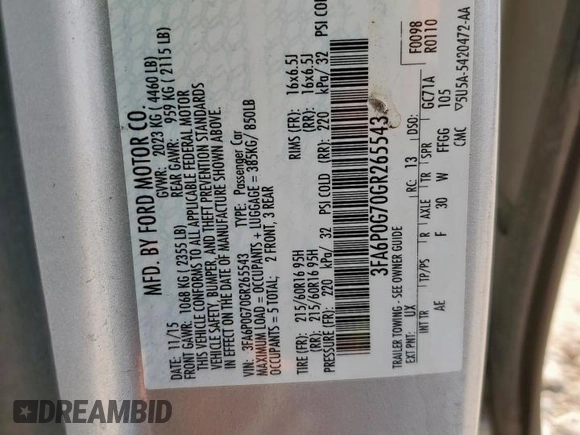 MFD. BY FORD MOTOR CO.
DATE: 11/15 GVWR: 2023 KG ( 4460 LB)
FRONT GAWR: 1068 KG ( 2355 LB) REAR GAWR: 959 KG ( 2115 LB)
THIS VEHICLE CONFORMS TO ALL APPLICABLE FEDERAL MOTOR
VEHICLE SAFETY, BUMPER, AND THEFT PREVENTION STANDARDS
IN EFFECT ON THE DATE OF MANUFACTURE SHOWN ABOVE.
VIN: 3FA6P0G70GR265543 TYPE: Passenger Car
MAXIMUM LOAD = OCCUPANTS + LUGGAGE = 385KG/ 850LB
OCCUPANTS = 5 TOTAL; 2 FRONT, 3 REAR
TIRE (FR): 215/60R16 95H RIMS (FR): 16x6.5J
(RR): 215/60R16 95H (RR): 16x6.5J
PRESSURE (FR): 220 kPa/ 32 PSI COLD (RR): 220 kPa/ 32 PSI COLD
3FA6P0G70GR265543
TRAILER TOWING - SEE OWNER GUIDE
F0098
R0110
EXT PNT: UX RC: 13 DSO: GC71A
INT TR TP/PS R AXLE TR SPR 105
AE F 30 W FFGG
CMC ▽5U5A-5420472-AA
DREAMBID